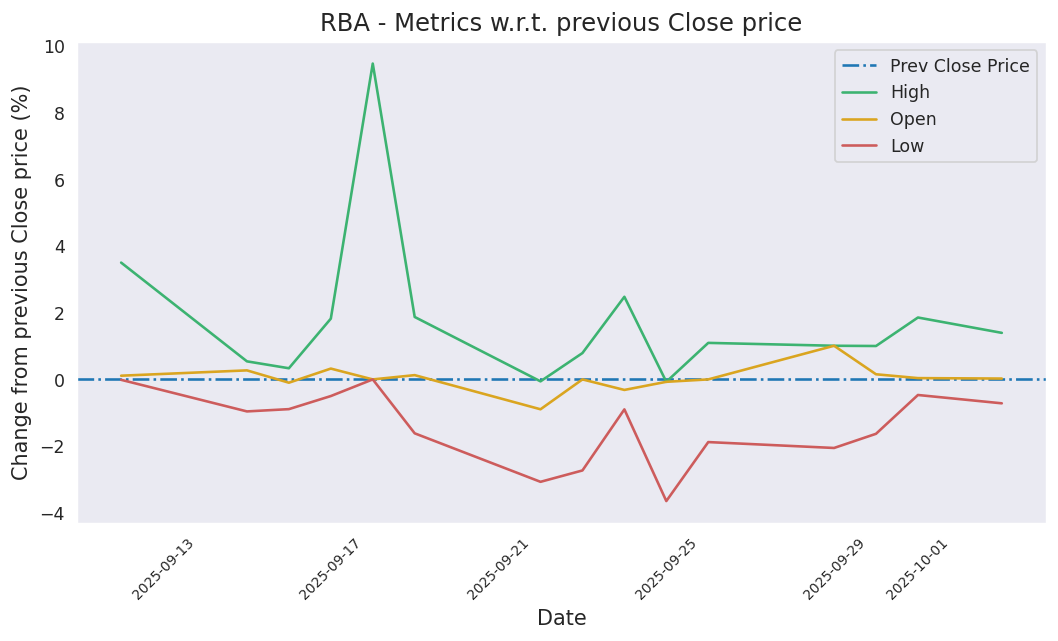 RBA - Metrics w.r.t. previous Close price
Prev Close Price
High
Open
Low
Change from previous Close price (%)
10
8
6
4
2
0
−2
−4
2025-09-13
2025-09-17
2025-09-21
2025-09-25
2025-09-29
2025-10-01
Date